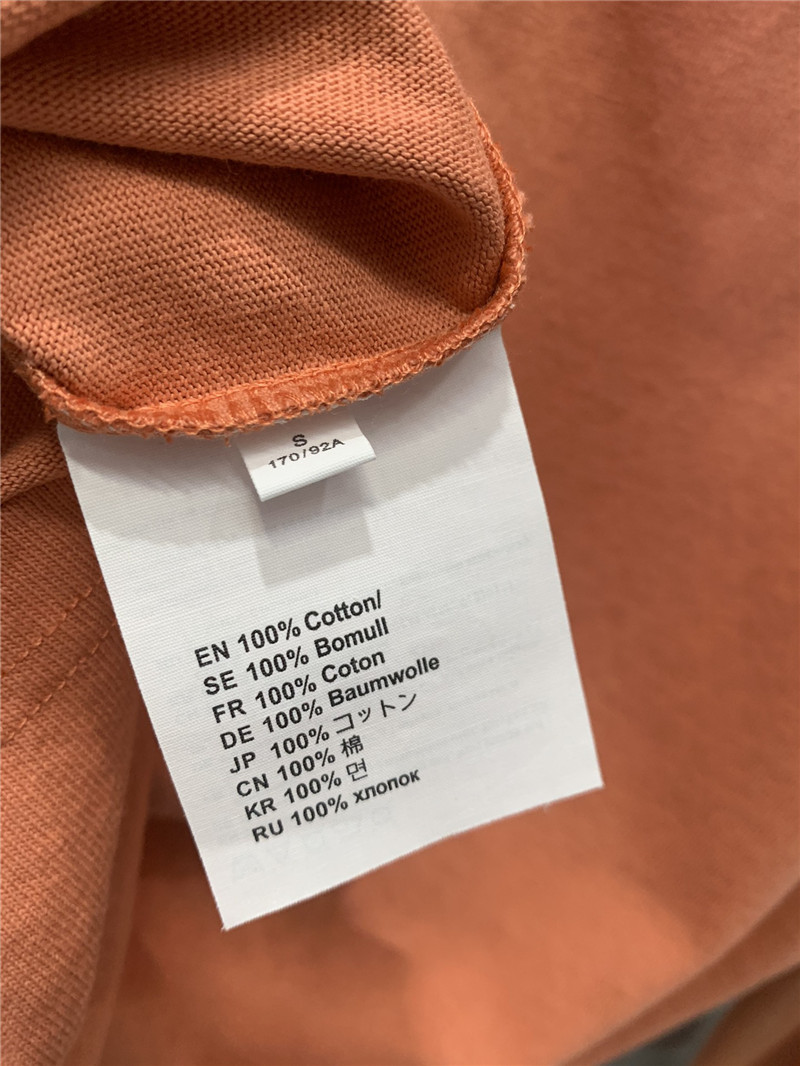 S
170/92A
EN 100% Cotton/
SE 100% Bomull
FR 100% Coton
DE 100% Baumwolle
JP 100% コットン
CN 100% 棉
KR 100% 면
RU 100% хлопок